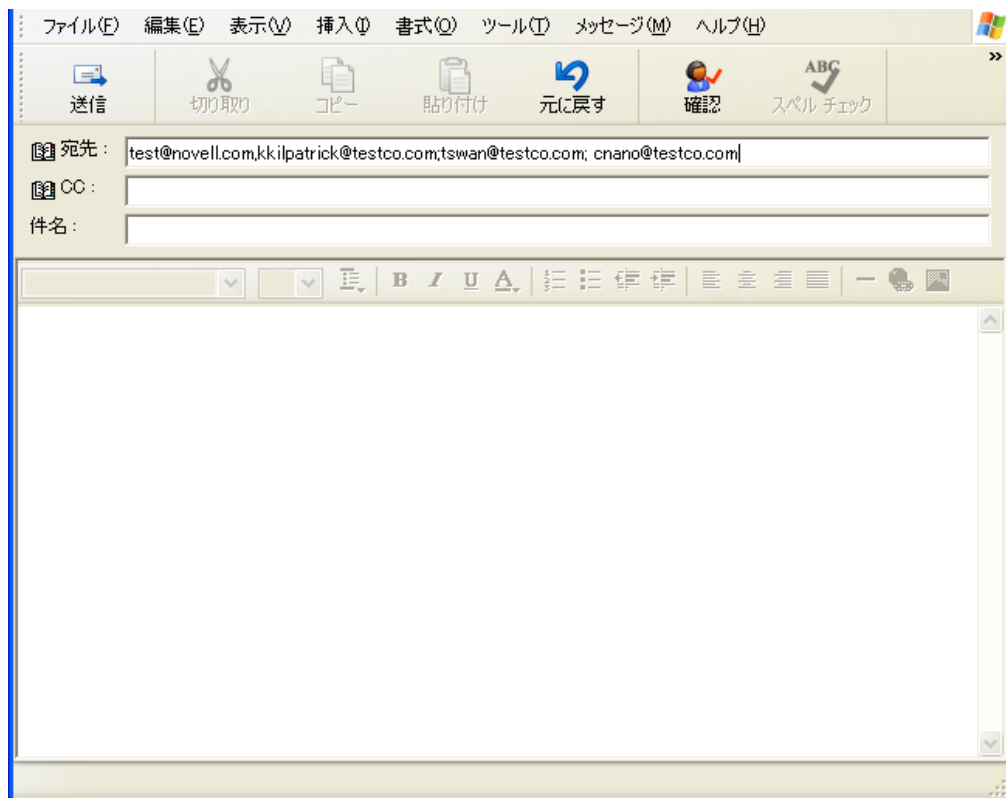 ファイル(F) 編集(E) 表示(V) 挿入(I) 書式(O) ツール(T) メッセージ(M) ヘルプ(H)
送信 切り取り コピー 貼り付け 元に戻す 確認 ABC スペル チェック »
宛先: test@novell.com,kkilpatrick@testco.com;tswan@testco.com; cnano@testco.com
CC:
件名:
B I U A